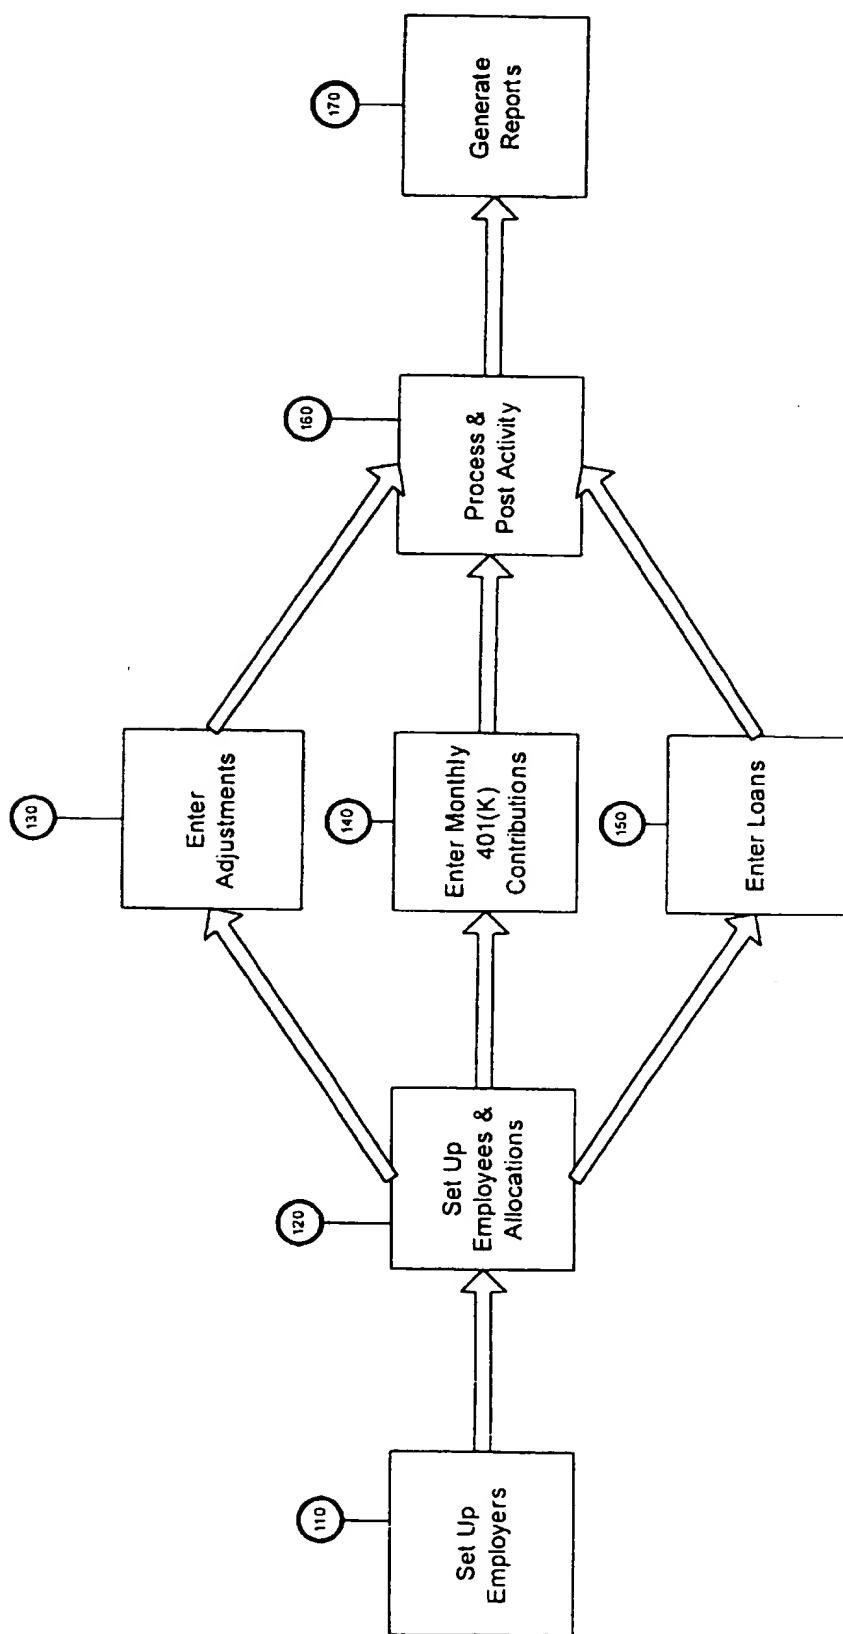 110
Set Up
Employers
120
Set Up
Employees &
Allocations
130
Enter
Adjustments
140
Enter Monthly
401(K)
Contributions
150
Enter Loans
160
Process &
Post Activity
170
Generate
Reports